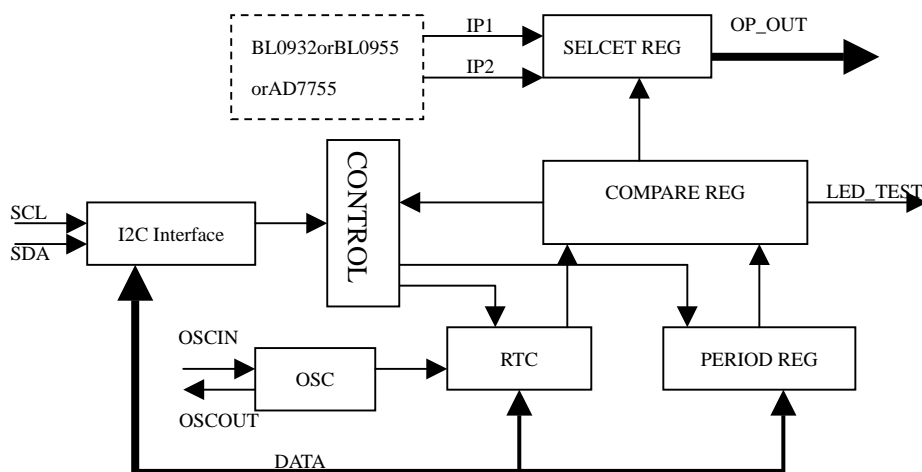 BL0932orBL0955
orAD7755
IP1
IP2
SELCET REG
OP_OUT
CONTROL
COMPARE REG
LED_TEST
SCL
SDA
I2C Interface
OSCIN
OSCOUT
OSC
RTC
PERIOD REG
DATA